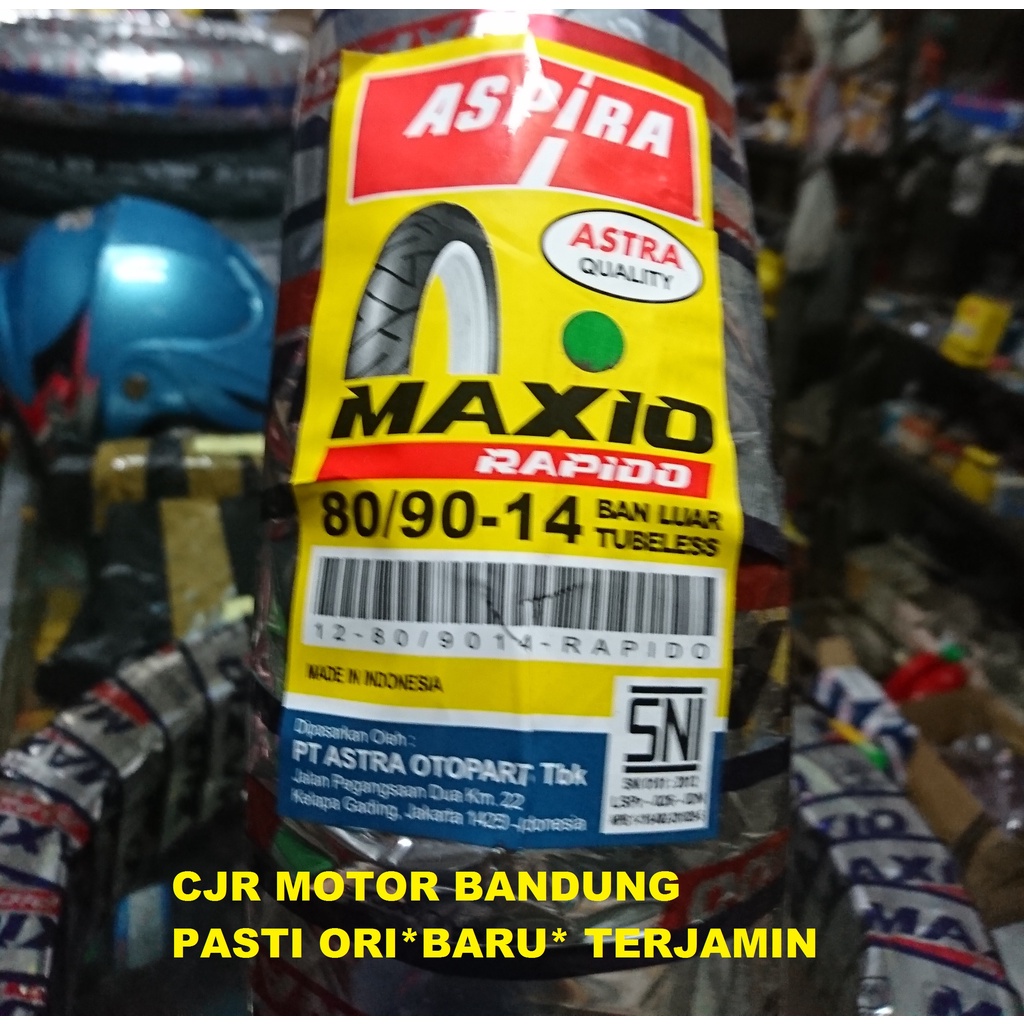 ASPIRA
ASTRA
QUALITY
MAXIO
RAPIDO
80/90-14
BAN LUAR
TUBELESS
12-80/9014-RAPIDO
MADE IN INDONESIA
Dipasarkan Oleh :
PT ASTRA OTOPART Tbk
Jalan Pegangsaan Dua Km. 2,2
Kelapa Gading, Jakarta 14250 -Indonesia
SNI
CJR MOTOR BANDUNG
PASTI ORI*BARU* TERJAMIN